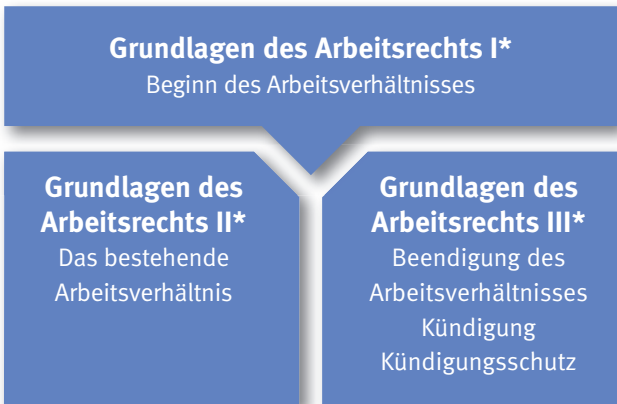 Grundlagen des Arbeitsrechts I*
Beginn des Arbeitsverhältnisses
Grundlagen des
Arbeitsrechts II*
Das bestehende
Arbeitsverhältnis
Grundlagen des
Arbeitsrechts III*
Beendigung des
Arbeitsverhältnisses
Kündigung
Kündigungsschutz